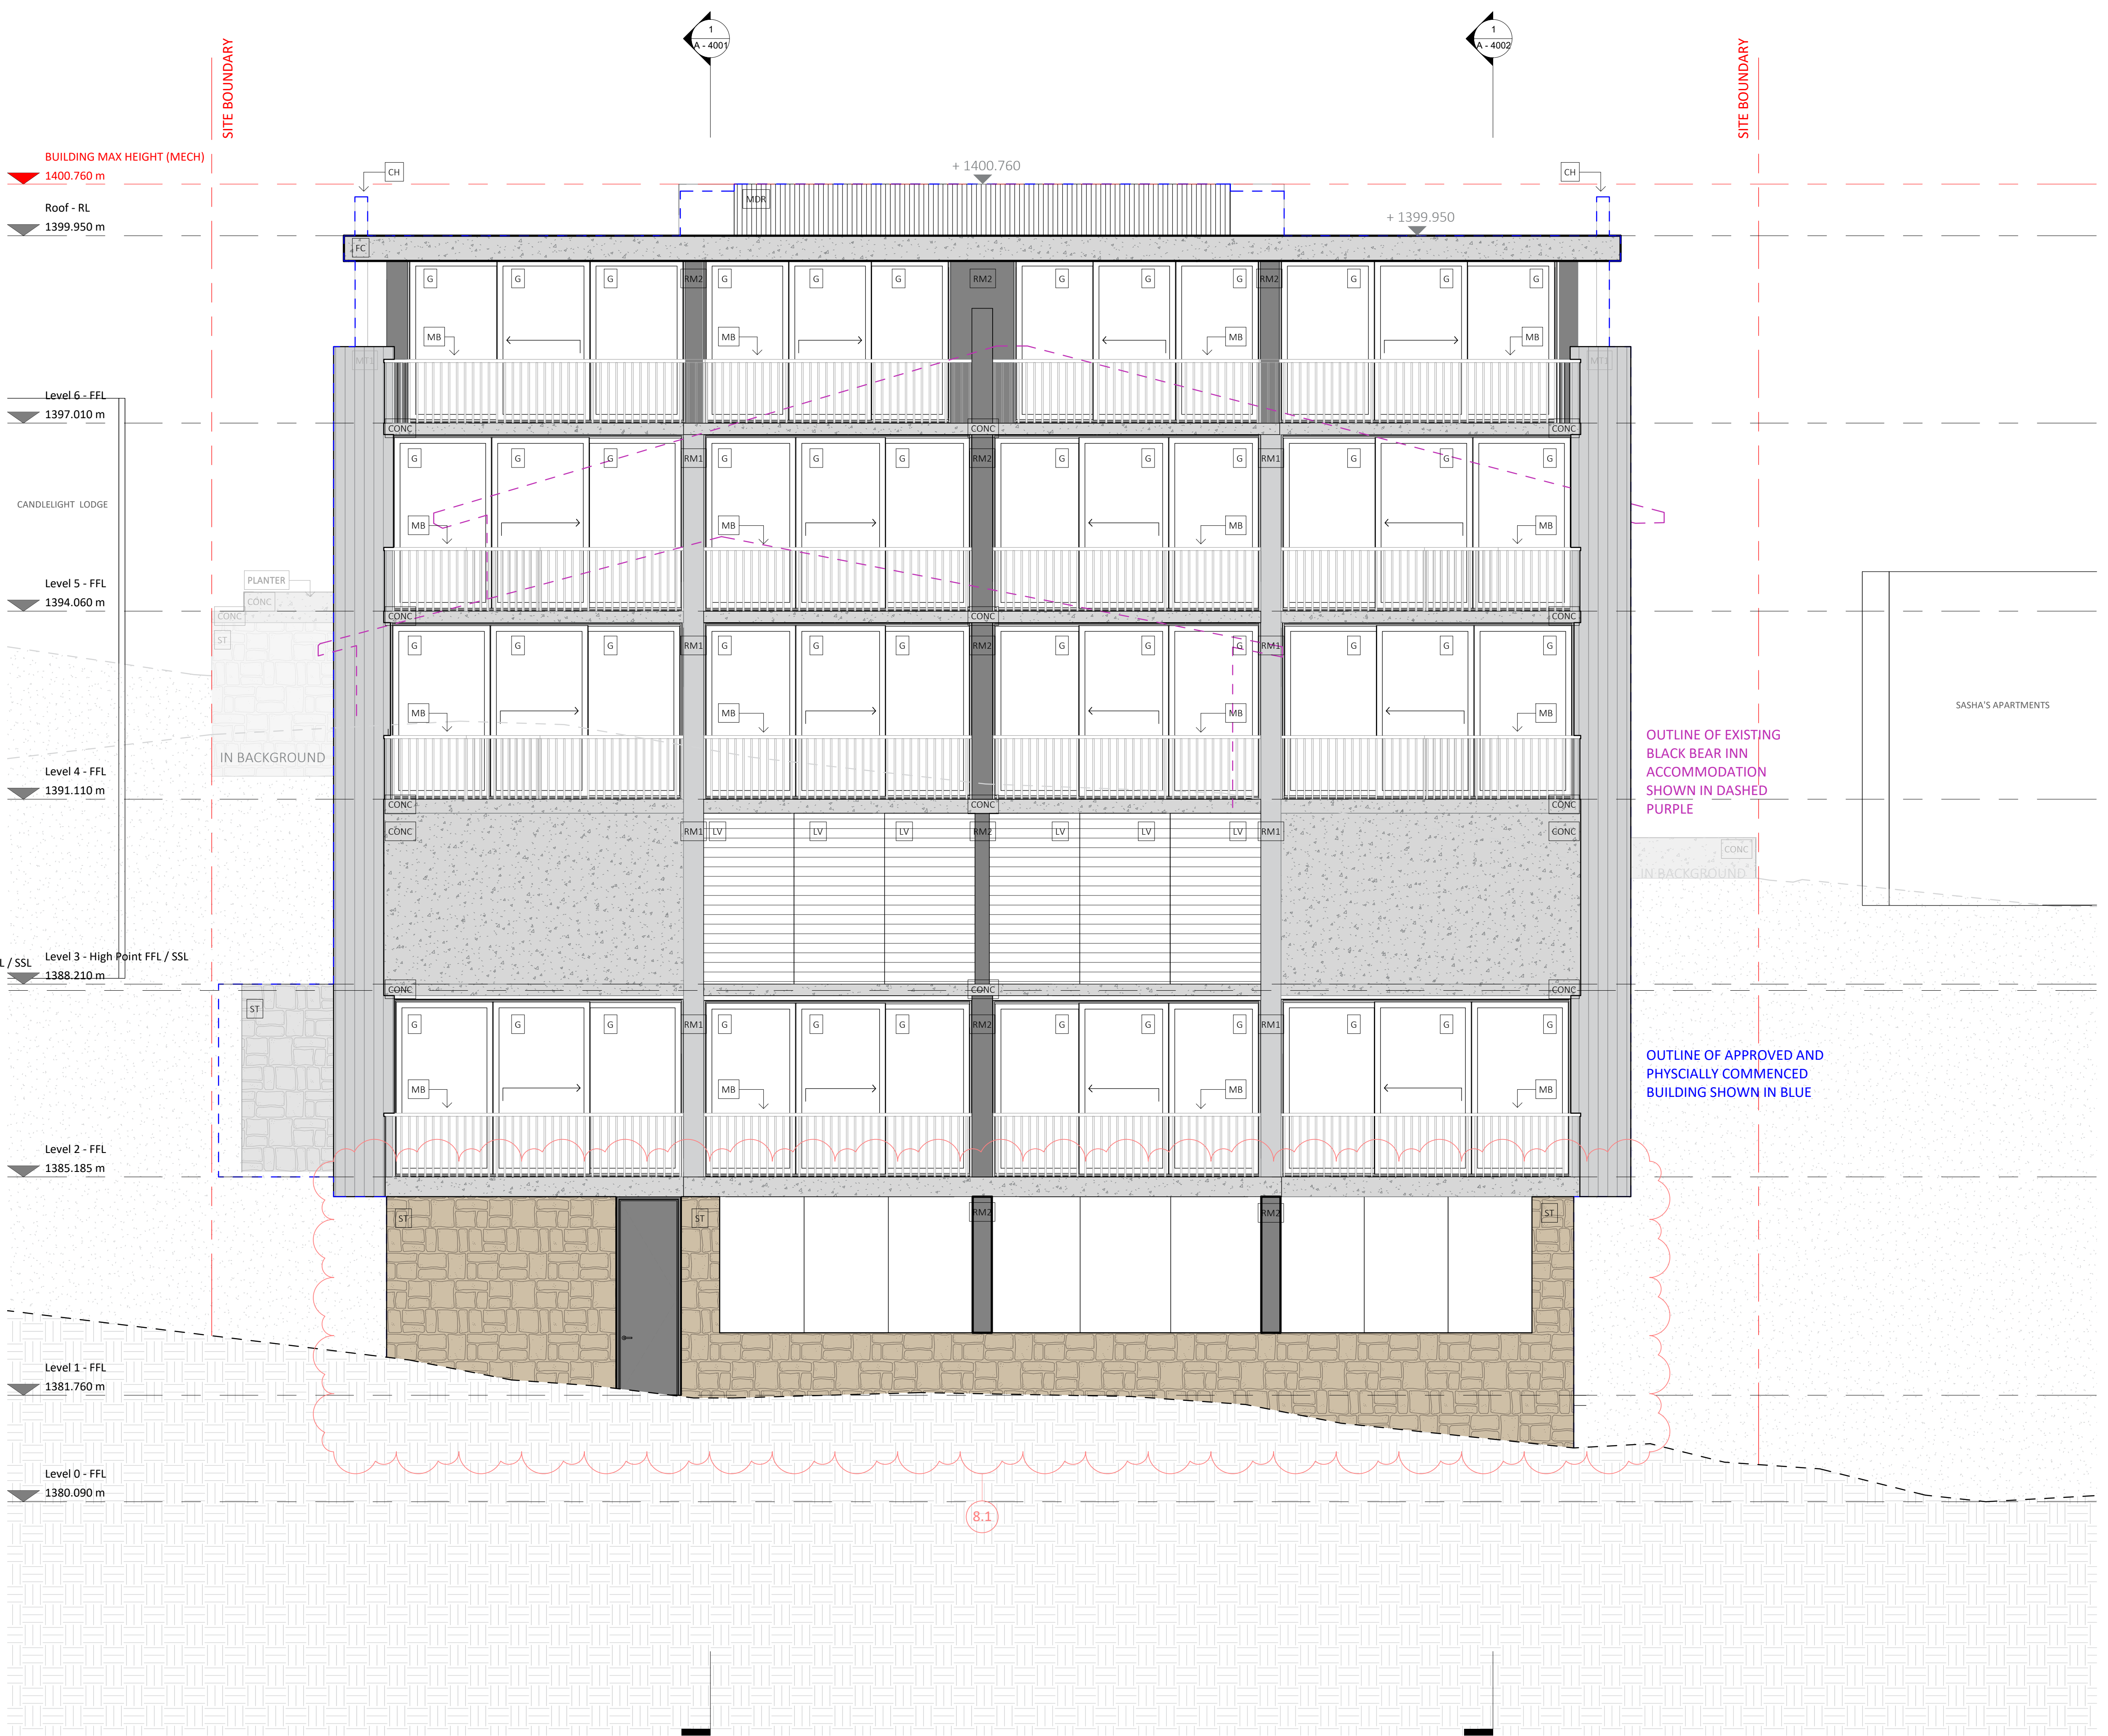 1
A - 4001
1
A - 4002
SITE BOUNDARY
SITE BOUNDARY
BUILDING MAX HEIGHT (MECH)
1400.760 m
CH
+ 1400.760
CH
MDR
Roof - RL
1399.950 m
+ 1399.950
FC
G
G
G
RM2
G
G
G
RM2
G
G
G
RM2
G
G
G
MB
MB
MB
MB
MT1
MT1
Level 6 - FFL
1397.010 m
CONC
CONC
CONC
G
G
G
RM1
G
G
G
RM2
G
G
G
RM1
G
G
G
CANDLELIGHT LODGE
MB
MB
MB
MB
Level 5 - FFL
1394.060 m
PLANTER
CONC
CONC
ST
CONC
CONC
CONC
G
G
G
RM1
G
G
G
RM2
G
G
G
RM1
G
G
G
MB
MB
MB
MB
SASHA'S APARTMENTS
IN BACKGROUND
OUTLINE OF EXISTING
BLACK BEAR INN
ACCOMMODATION
SHOWN IN DASHED
PURPLE
Level 4 - FFL
1391.110 m
CONC
CONC
CONC
CONC
RM1
LV
LV
LV
RM2
LV
LV
LV
RM1
CONC
CONC
IN BACKGROUND
L / SSL
Level 3 - High Point FFL / SSL
1388.210 m
CONC
CONC
CONC
ST
G
G
G
RM1
G
G
G
RM2
G
G
G
RM1
G
G
G
MB
MB
MB
MB
OUTLINE OF APPROVED AND
PHYSCIALLY COMMENCED
BUILDING SHOWN IN BLUE
Level 2 - FFL
1385.185 m
ST
ST
RM2
RM2
ST
Level 1 - FFL
1381.760 m
Level 0 - FFL
1380.090 m
8.1